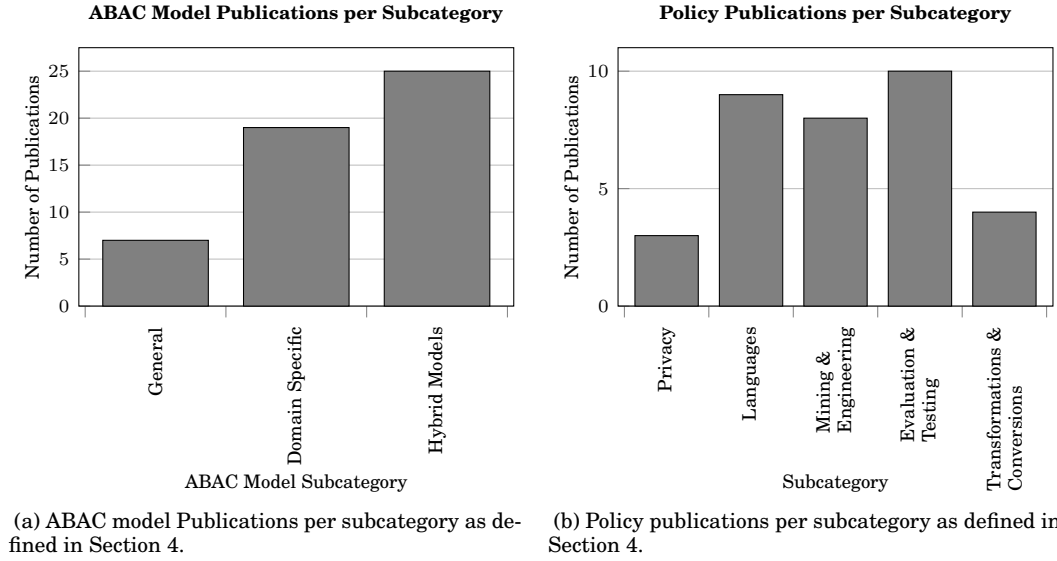 ABAC Model Publications per Subcategory
Number of Publications
25
20
15
10
5
0
General
Domain Specific
Hybrid Models
ABAC Model Subcategory
(a) ABAC model Publications per subcategory as de-
fined in Section 4.
Policy Publications per Subcategory
Number of Publications
10
5
0
Privacy
Languages
Mining &
Engineering
Evaluation &
Testing
Transformations &
Conversions
Subcategory
(b) Policy publications per subcategory as defined in
Section 4.